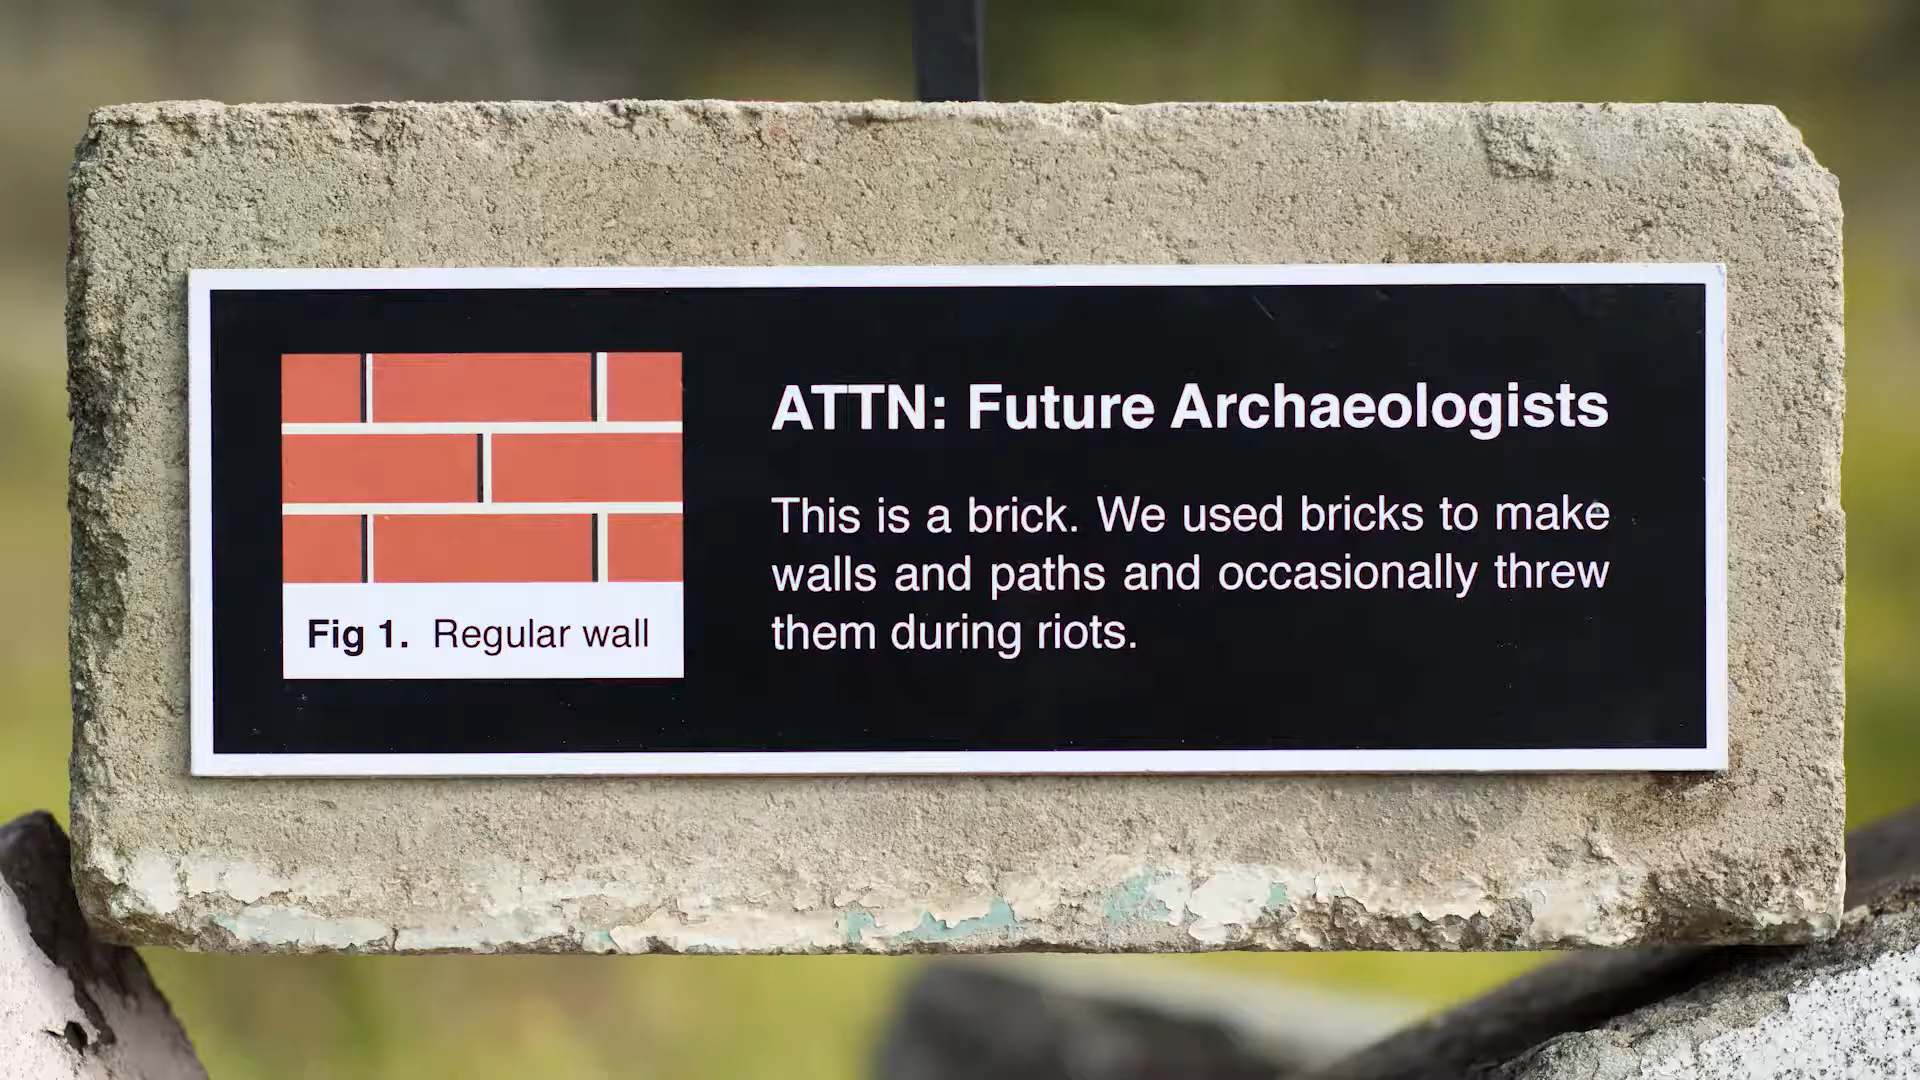 ATTN: Future Archaeologists
This is a brick. We used bricks to make
walls and paths and occasionally threw
them during riots.
Fig 1. Regular wall